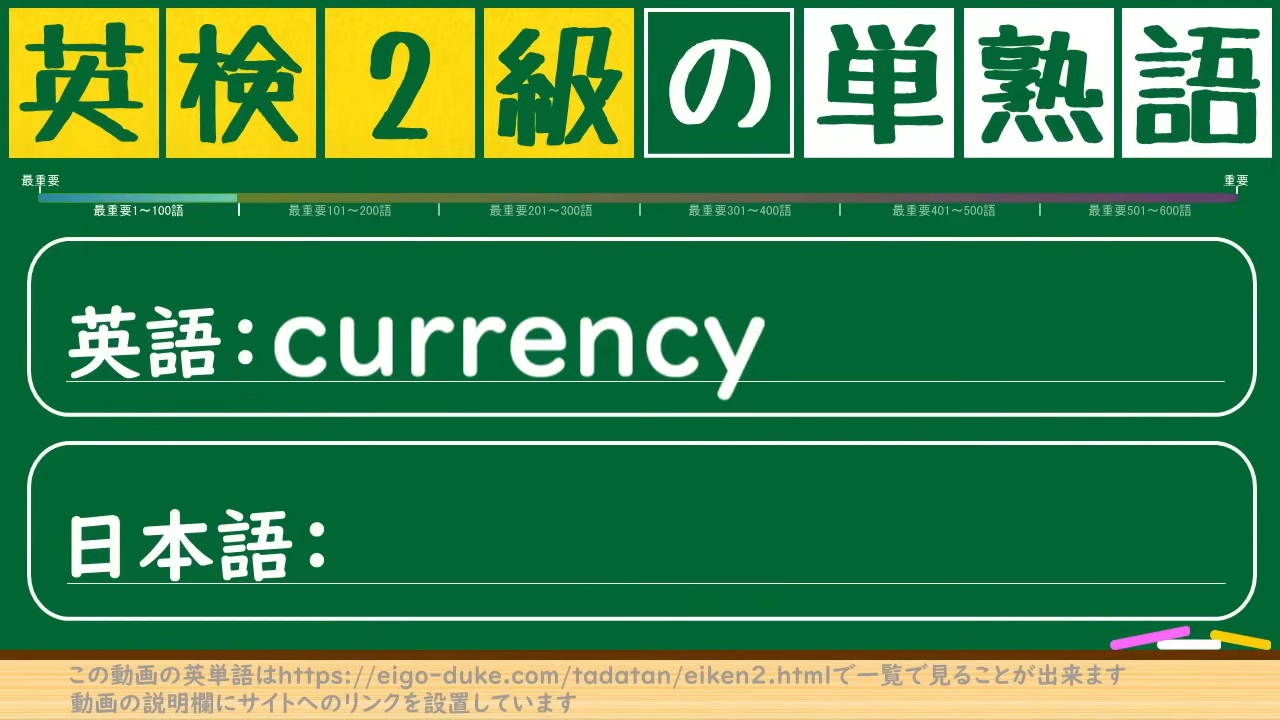 英検2級の単熟語
最重要 重要
最重要1～100語 最重要101～200語 最重要201～300語 最重要301～400語 最重要401～500語 最重要501～600語
英語：currency
日本語：
この動画の英単語はhttps://eigo-duke.com/tadatan/eiken2.htmlで一覧で見ることが出来ます
動画の説明欄にサイトへのリンクを設置しています